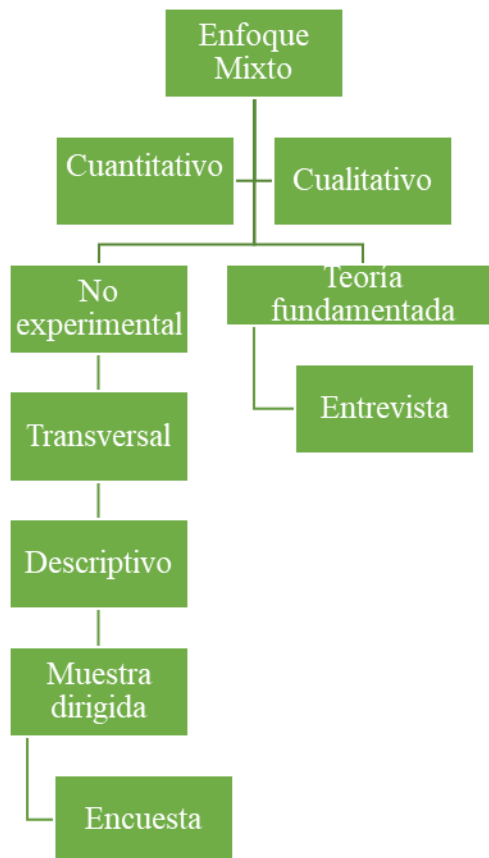 Enfoque
Mixto
Cuantitativo
Cualitativo
No
experimental
Teoría
fundamentada
Transversal
Entrevista
Descriptivo
Muestra
dirigida
Encuesta